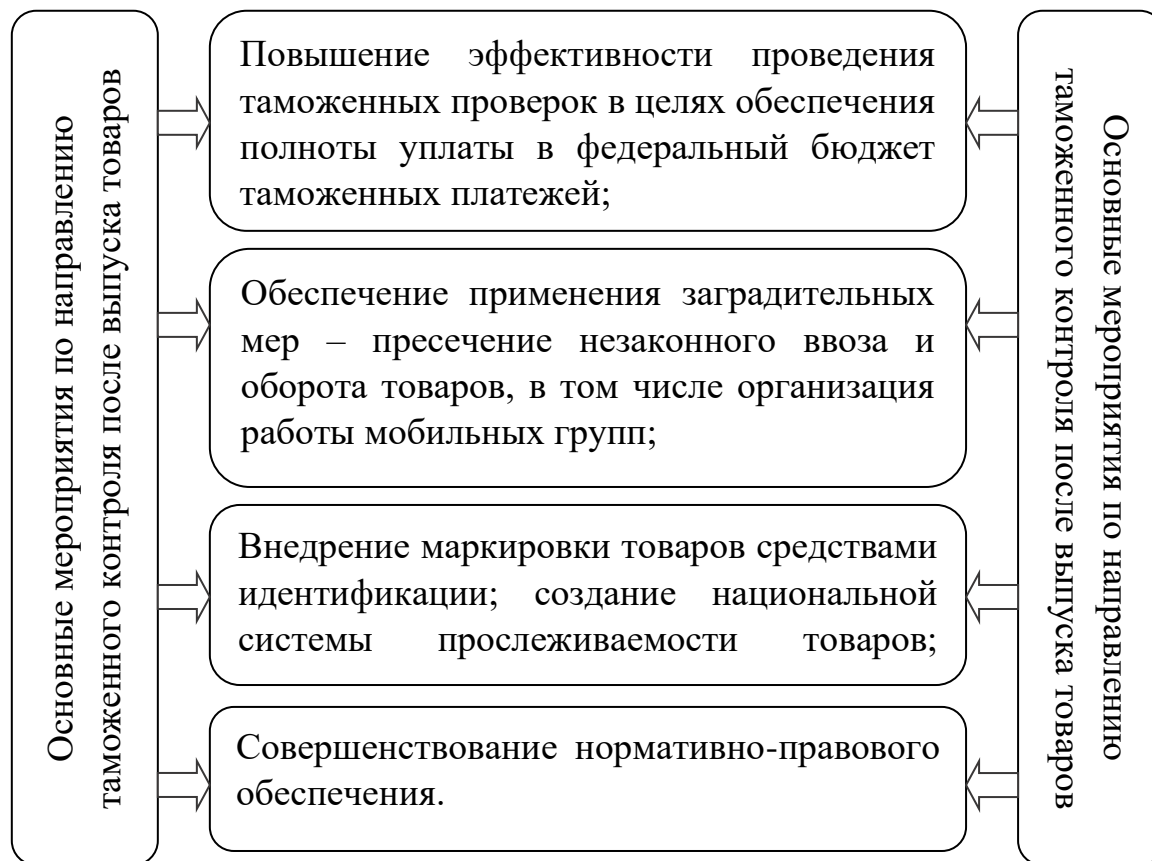 Основные мероприятия по направлению
таможенного контроля после выпуска товаров
Повышение эффективности проведения
таможенных проверок в целях обеспечения
полноты уплаты в федеральный бюджет
таможенных платежей;
Обеспечение применения заградительных
мер – пресечение незаконного ввоза и
оборота товаров, в том числе организация
работы мобильных групп;
Внедрение маркировки товаров средствами
идентификации; создание национальной
системы прослеживаемости товаров;
Совершенствование нормативно-правового
обеспечения.
Основные мероприятия по направлению
таможенного контроля после выпуска товаров